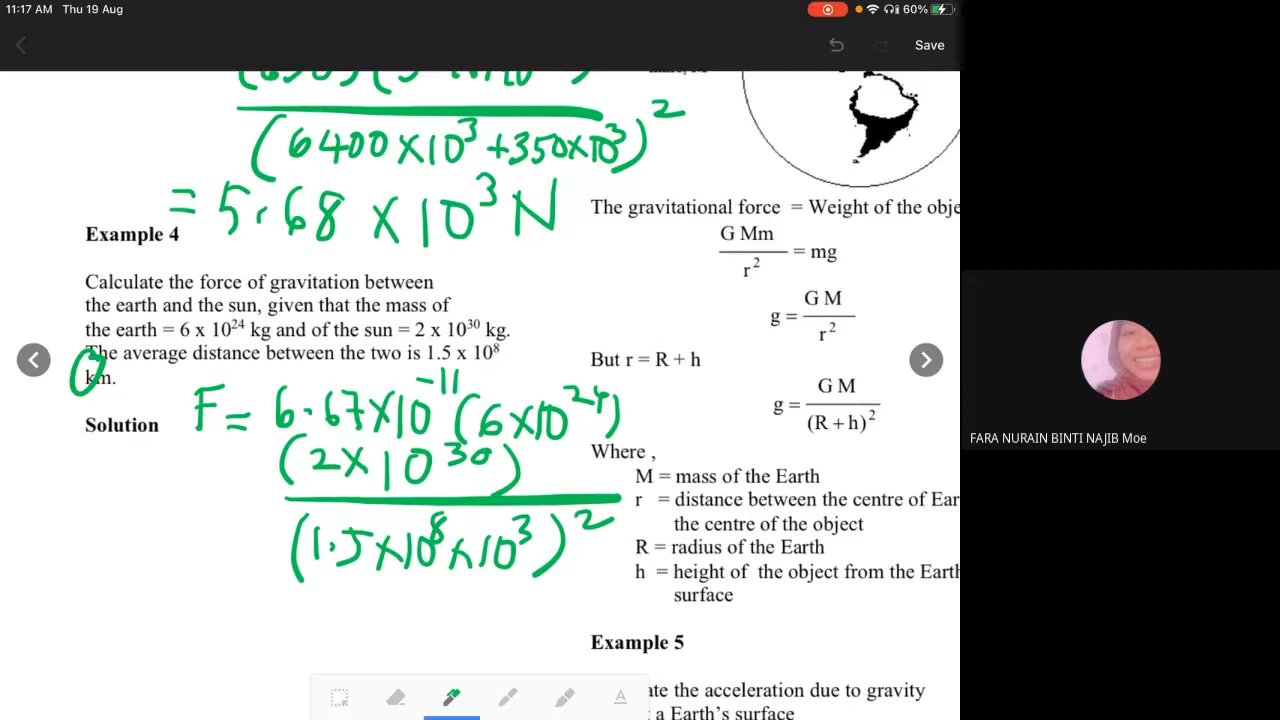 11:17 AM Thu 19 Aug
60%
Save
(6400×10³ +350×10³)²
= 5.68 × 10³ N
Example 4
Calculate the force of gravitation between
the earth and the sun, given that the mass of
the earth = 6 x 10²⁴ kg and of the sun = 2 x 10³⁰ kg.
The average distance between the two is 1.5 x 10⁸
km.
Solution
F = 6.67×10⁻¹¹ (6×10²⁴)
(2×10³⁰)
(1.5×10⁸×10³)²
The gravitational force = Weight of the obje
G Mm
r² = mg
g = G M
r²
But r = R + h
g = G M
(R + h)²
Where ,
M = mass of the Earth
r = distance between the centre of Ear
the centre of the object
R = radius of the Earth
h = height of the object from the Earth
surface
Example 5
ate the acceleration due to gravity
a Earth's surface
A
FARA NURAIN BINTI NAJIB Moe